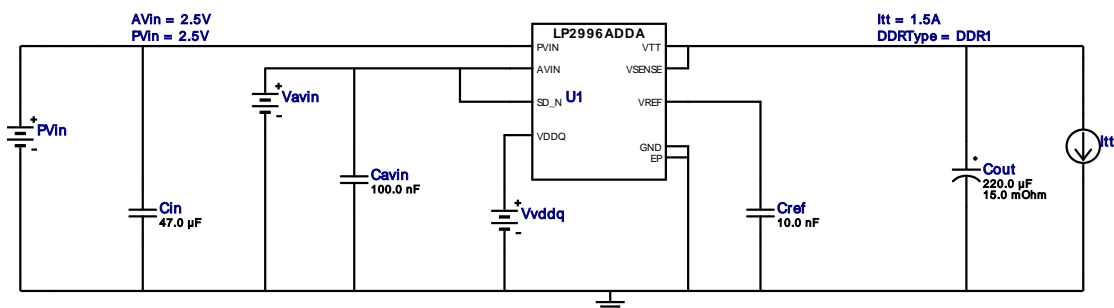 AVin = 2.5V
PVin = 2.5V
LP2996ADDA
Itt = 1.5A
DDRType = DDR1
PVIN
VTT
AVIN
VSENSE
+
Vavin
-
SD_N
U1
VREF
+
PVin
-
VDDQ
GND
EP
Itt
Cavin
100.0 nF
Cout
220.0 µF
15.0 mOhm
Cin
47.0 µF
+
Vvddq
-
Cref
10.0 nF